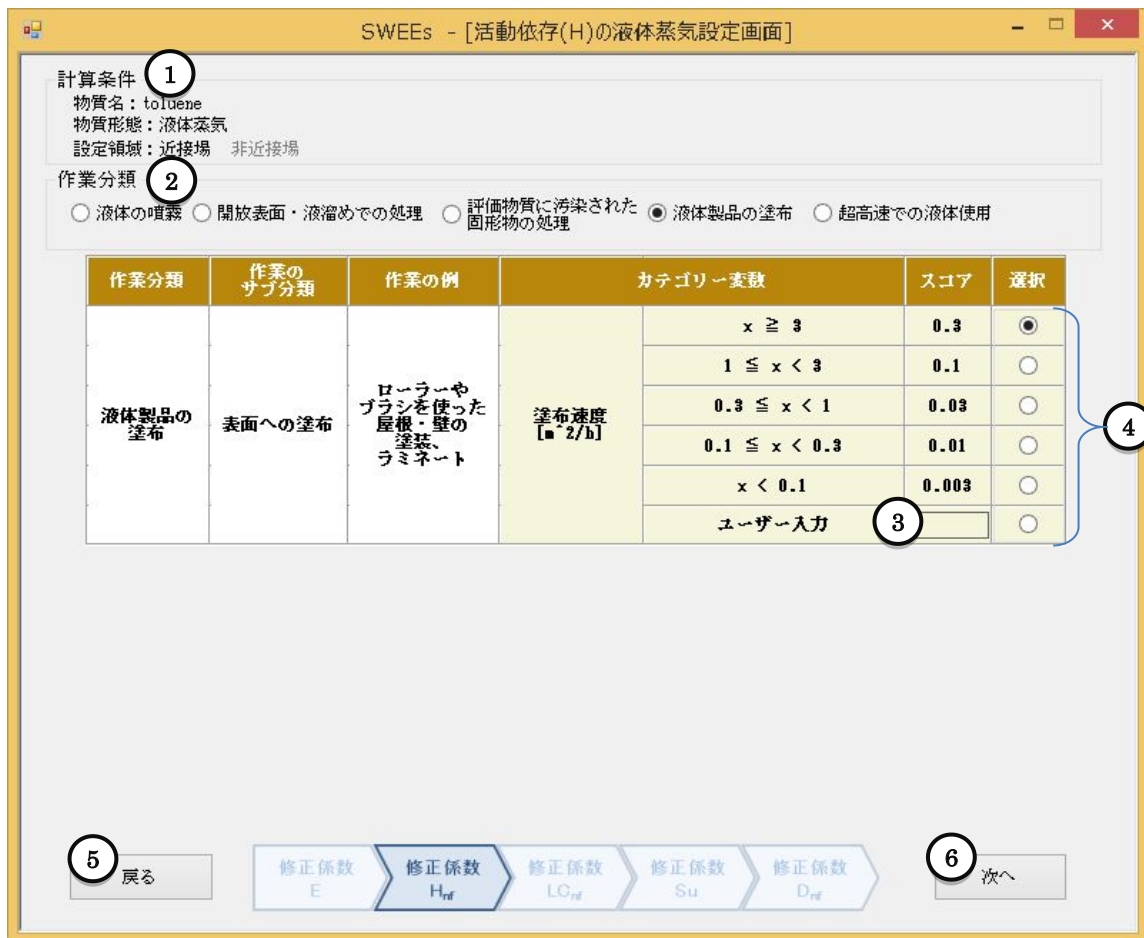 SWEEs - [活動依存(H)の液体蒸気設定画面]
計算条件 1
物質名：toluene
物質形態：液体蒸気
設定領域：近接場 非近接場
作業分類 2
液体の噴霧 開放表面・液溜めでの処理 評価物質に汚染された 液体製品の塗布 超高速での液体使用
固形物の処理
作業分類 作業の カテゴリー変数 スコア 選択
サブ分類 作業の例
x ≧ 3 0.3
1 ≦ x < 3 0.1
0.3 ≦ x < 1 0.03
0.1 ≦ x < 0.3 0.01
x < 0.1 0.003
ユーザー入力 3
液体製品の
塗布
表面への塗布
ローラーや
ブラシを使った
屋根・壁の
塗装、
ラミネート
塗布速度
[m^2/h]
4
5 戻る
修正係数
E
修正係数
Hnf
修正係数
LCnf
修正係数
Su
修正係数
Dnf
6 次へ